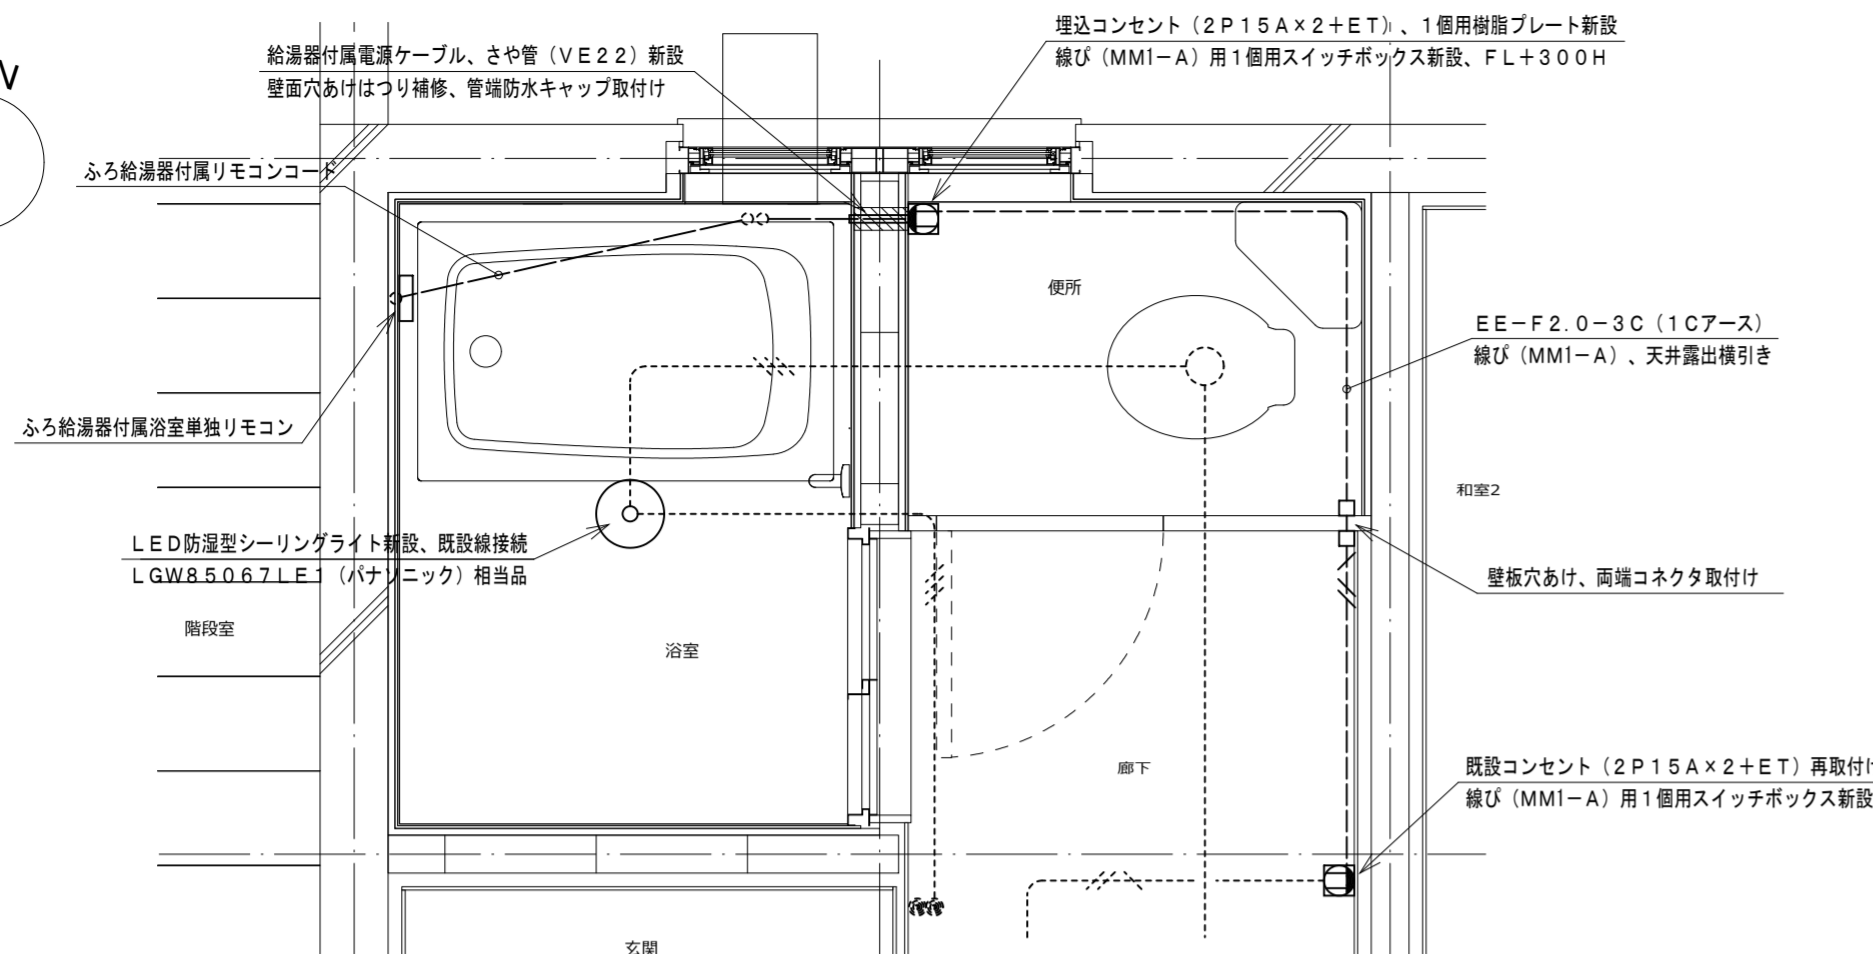 埋込コンセント（２Ｐ１５Ａ×２＋ＥＴ）、１個用樹脂プレート新設
線ぴ（ＭＭ１－Ａ）用１個用スイッチボックス新設、ＦＬ＋３００Ｈ
給湯器付属電源ケーブル、さや管（ＶＥ２２）新設
壁面穴あけはつり補修、管端防水キャップ取付け
ふろ給湯器付属リモコンコード
便所
ＥＥ－Ｆ２．０－３Ｃ（１Ｃアース）
線ぴ（ＭＭ１－Ａ）、天井露出横引き
ふろ給湯器付属浴室単独リモコン
和室2
ＬＥＤ防湿型シーリングライト新設、既設線接続
ＬＧＷ８５０６７ＬＥ１（パナソニック）相当品
壁板穴あけ、両端コネクタ取付け
階段室
浴室
廊下
既設コンセント（２Ｐ１５Ａ×２＋ＥＴ）再取付け
線ぴ（ＭＭ１－Ａ）用１個用スイッチボックス新設
玄関